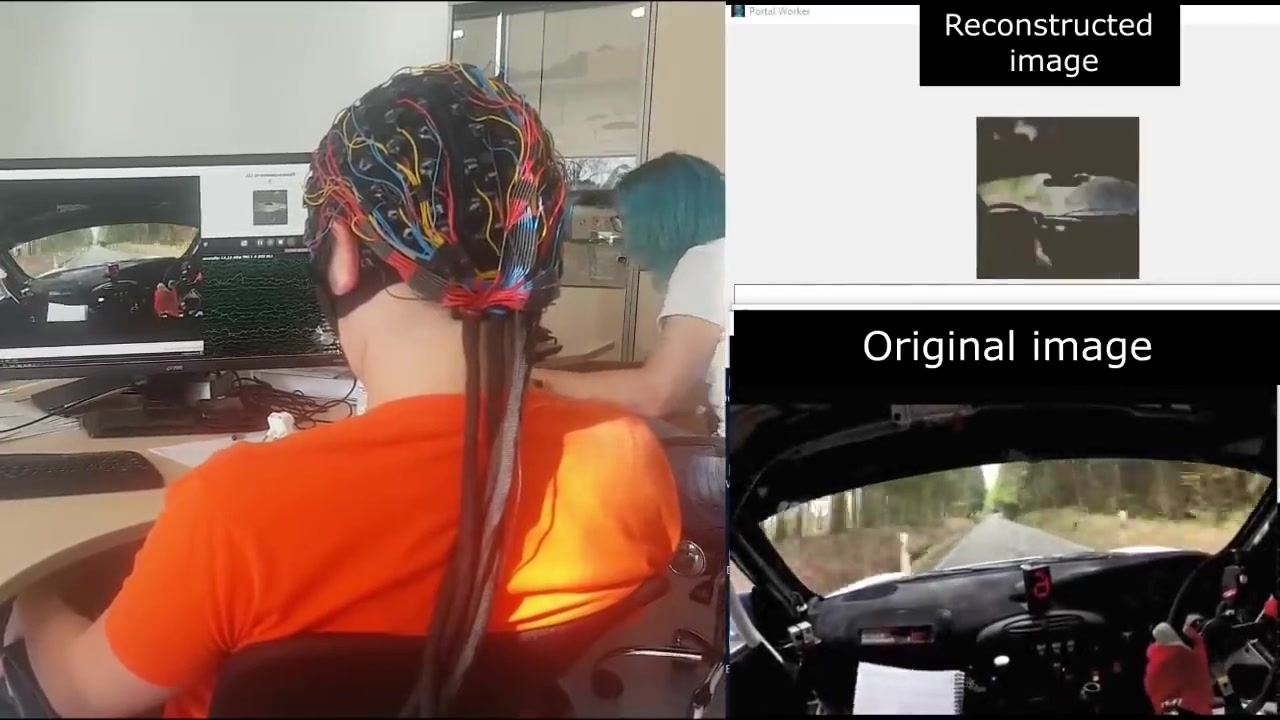 Portal Worker
Reconstructed
image
Original image